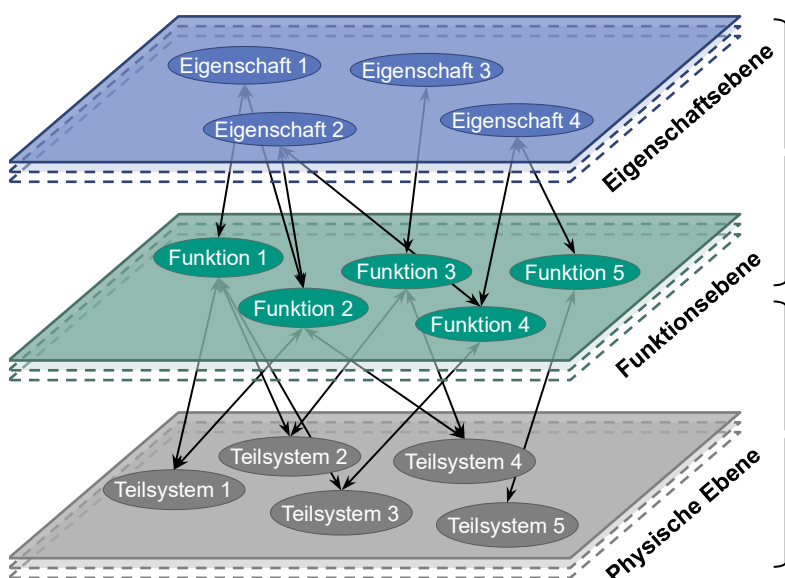 Eigenschaft 1
Eigenschaft 3
Eigenschaft 2
Eigenschaft 4
Eigenschaftsebene
Funktion 1
Funktion 3
Funktion 5
Funktion 2
Funktion 4
Funktionsebene
Teilsystem 2
Teilsystem 4
Teilsystem 1
Teilsystem 3
Teilsystem 5
Physische Ebene